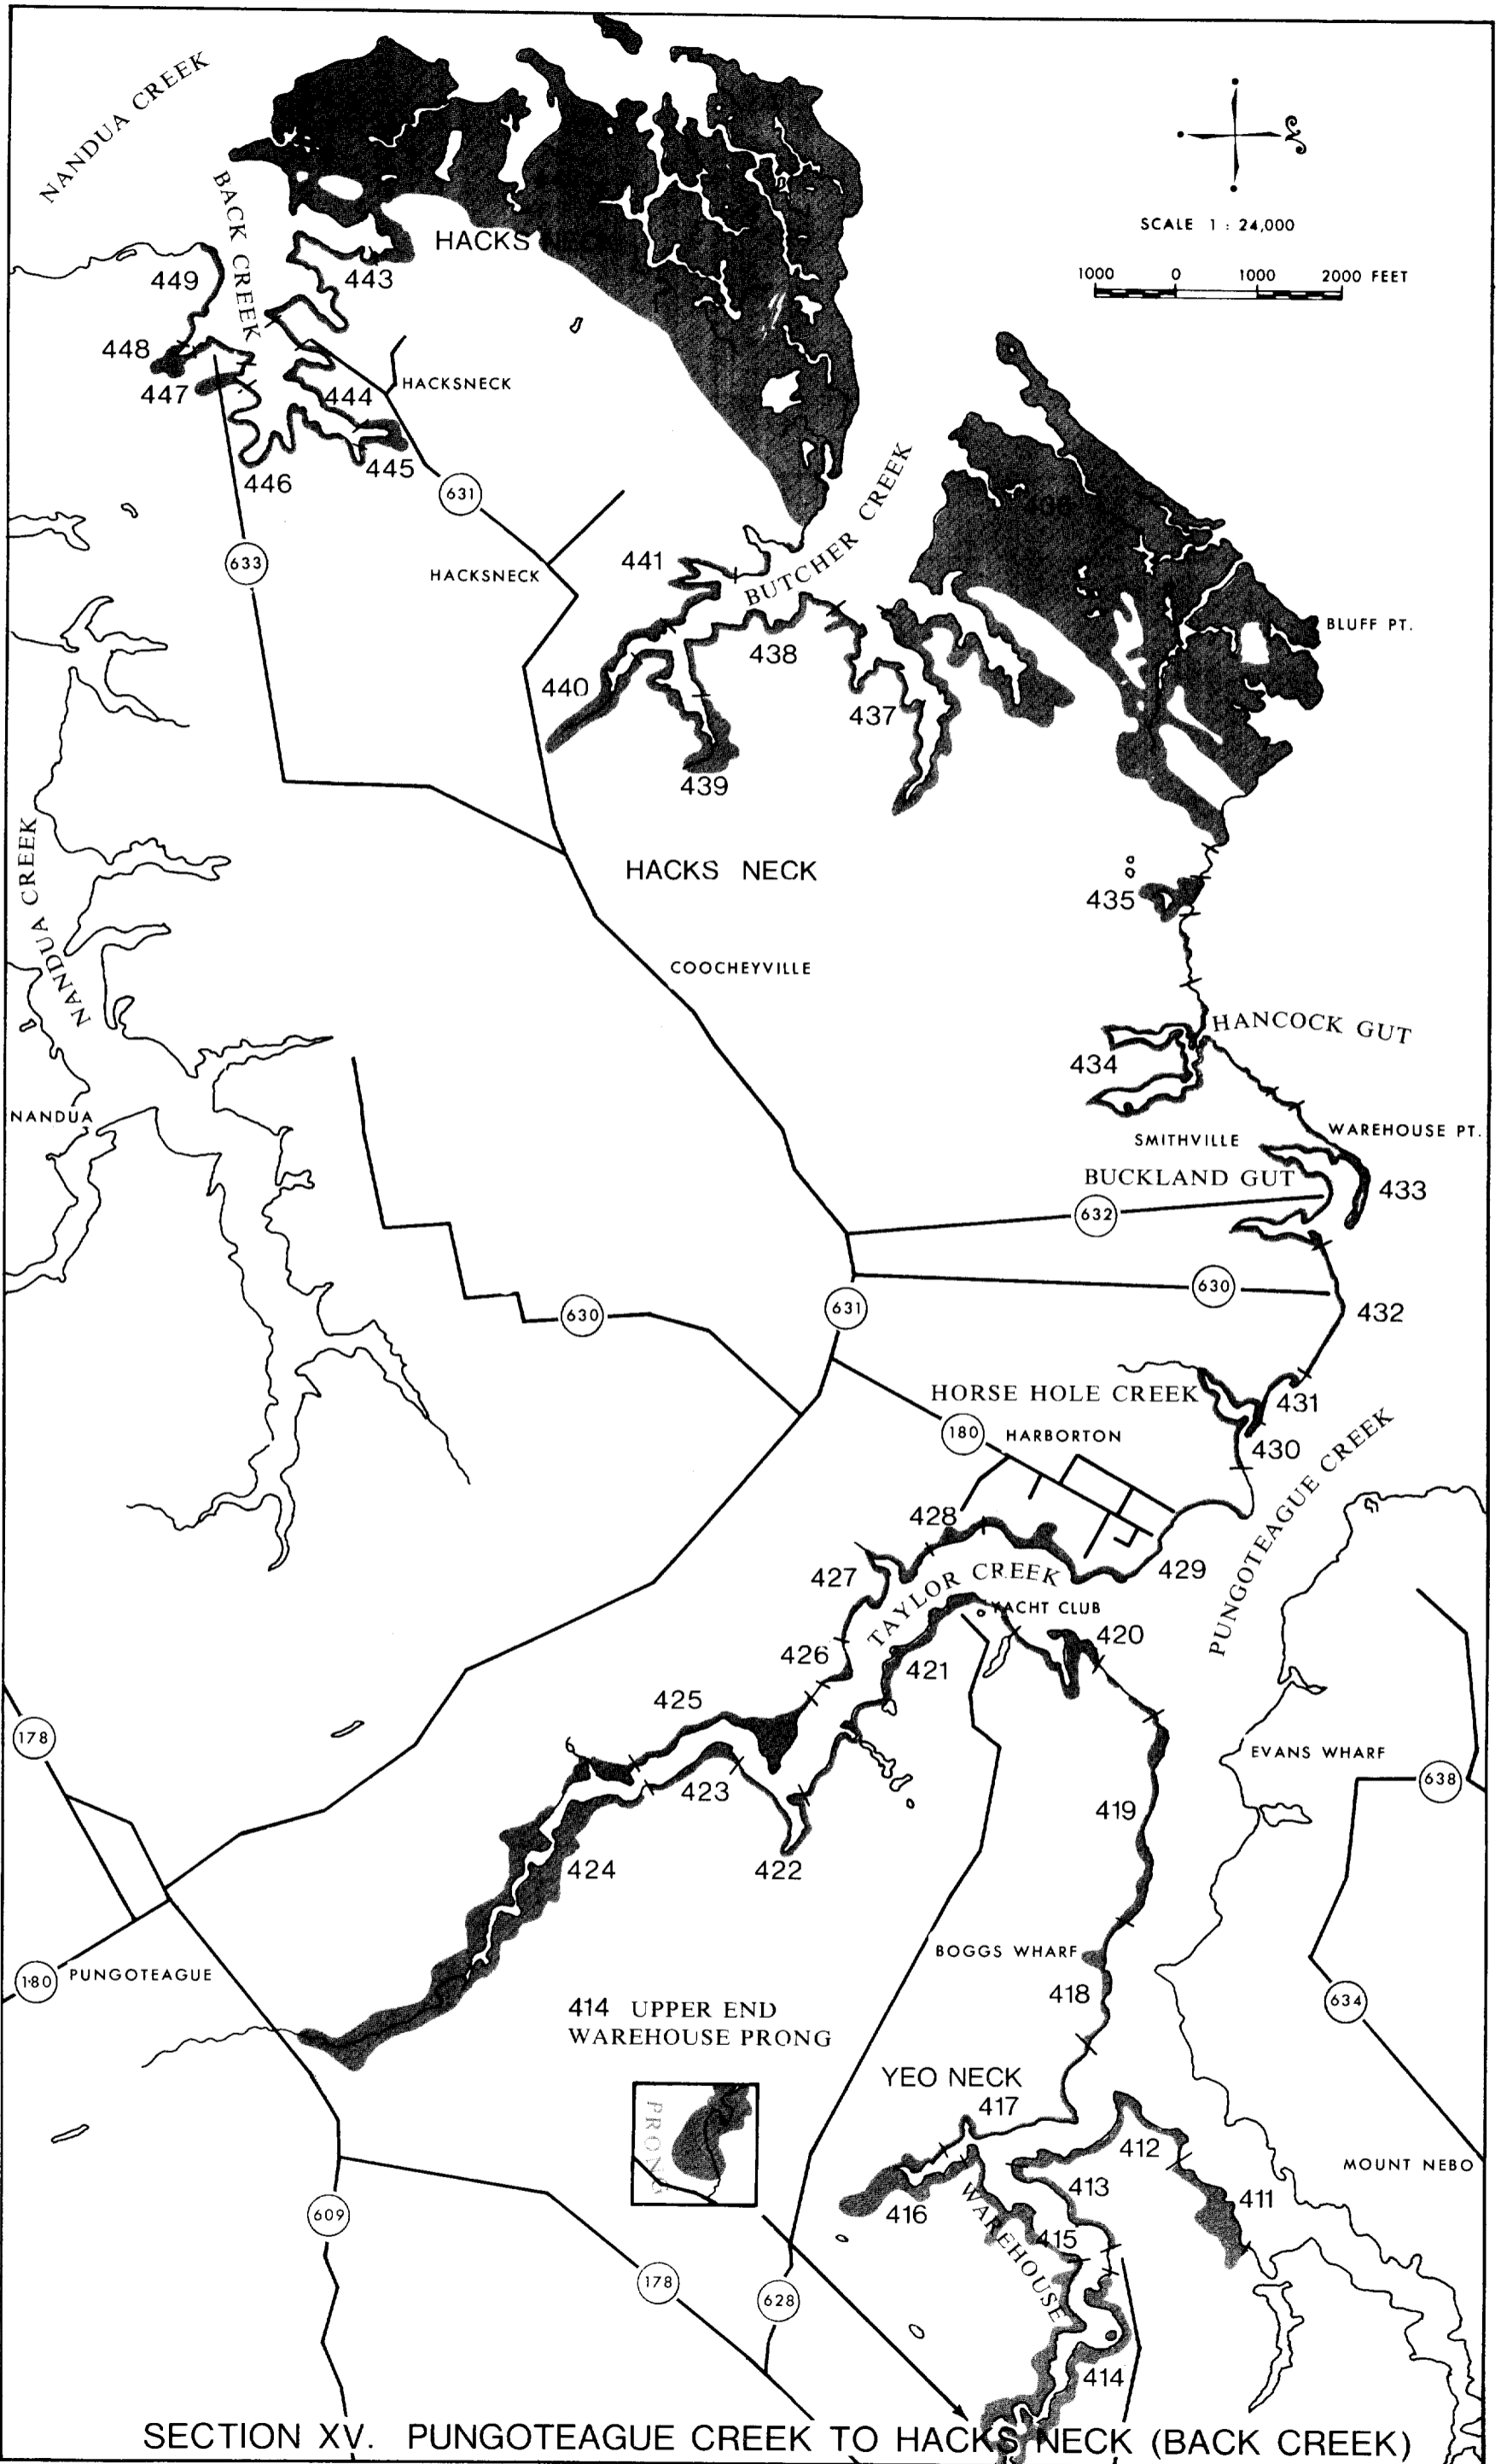 NANDUA CREEK
BACK CREEK
HACKS NECK
SCALE 1 : 24,000
1000 0 1000 2000 FEET
449
443
448
447
444
HACKSNECK
445
446
631
633
HACKSNECK
441
BUTCHER CREEK
436
BLUFF PT.
438
440
437
439
NANDUA CREEK
NANDUA
HACKS NECK
435
COOCHEYVILLE
HANCOCK GUT
434
NANDUA
SMITHVILLE
WAREHOUSE PT.
BUCKLAND GUT
433
632
630
630
631
432
HORSE HOLE CREEK
431
180
HARBORTON
430
PUNGOTEAGUE CREEK
428
427
TAYLOR CREEK
429
YACHT CLUB
420
426
421
425
178
EVANS WHARF
638
423
419
424
422
BOGGS WHARF
180
PUNGOTEAGUE
418
634
414 UPPER END
WAREHOUSE PRONG
YEO NECK
417
PRONG
412
MOUNT NEBO
413
411
416
WAREHOUSE
415
609
178
628
414
SECTION XV. PUNGOTEAGUE CREEK TO HACKS NECK (BACK CREEK)